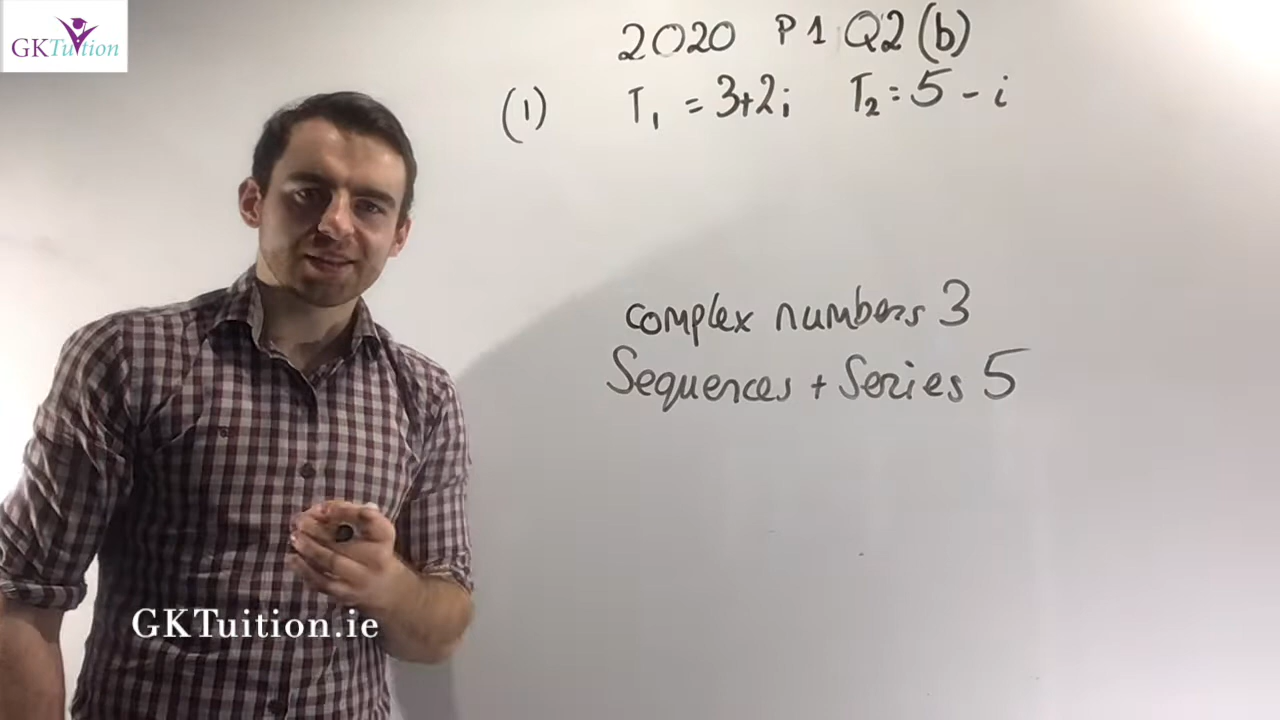 GKTuition
2020 P1 Q2(b)
(1) T₁ = 3+2i T₂ = 5 - i
complex numbers 3
Sequences + Series 5
GKTuition.ie